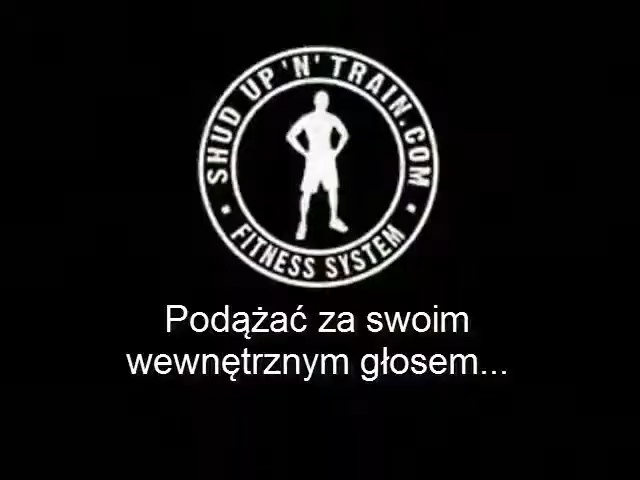 SHUD UP 'N' TRAIN.COM
FITNESS SYSTEM
Podążać za swoim
wewnętrznym głosem...